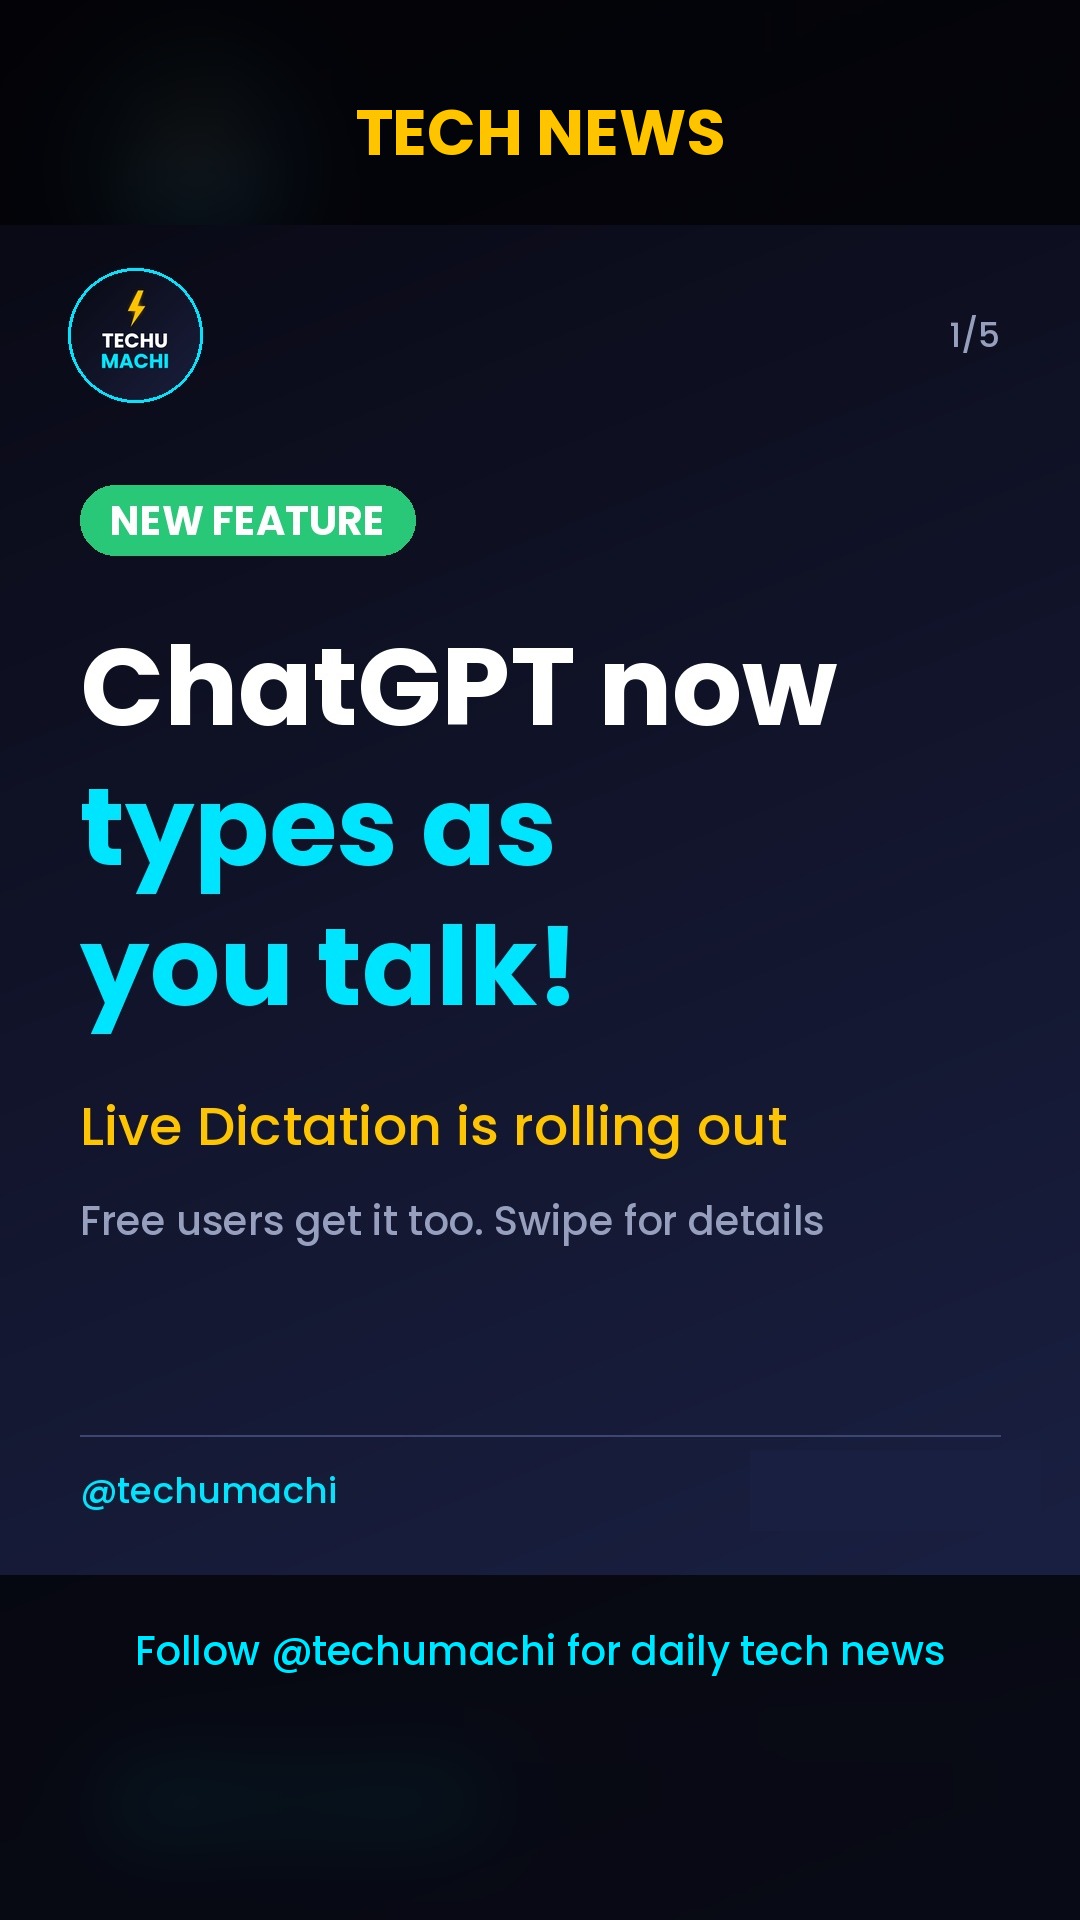 TECH NEWS
TECHU
MACHI
1/5
NEW FEATURE
ChatGPT now
types as
you talk!
Live Dictation is rolling out
Free users get it too. Swipe for details
@techumachi
Follow @techumachi for daily tech news